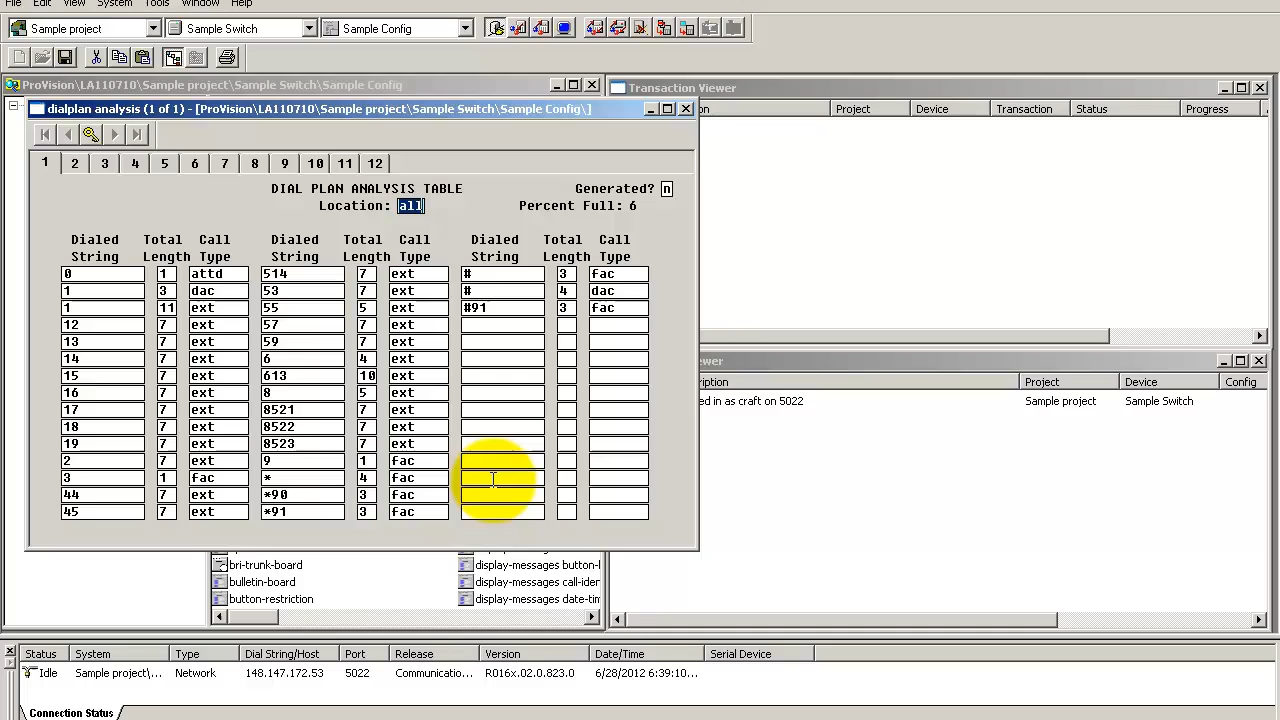 File Edit View System Tools Window Help
Sample project Sample Switch Sample Config
ProVision\LA110710\Sample project\Sample Switch\Sample Config
Transaction Viewer
dialplan analysis (1 of 1) - [ProVision\LA110710\Sample project\Sample Switch\Sample Config\]
Project Device Transaction Status Progress
1 2 3 4 5 6 7 8 9 10 11 12
DIAL PLAN ANALYSIS TABLE Generated? n
Location: all Percent Full: 6
Dialed Total Call Dialed Total Call Dialed Total Call
String Length Type String Length Type String Length Type
0 1 attd 514 7 ext # 3 fac
1 3 dac 53 7 ext # 4 dac
1 11 ext 55 5 ext #91 3 fac
12 7 ext 57 7 ext
13 7 ext 59 7 ext
14 7 ext 6 4 ext
15 7 ext 613 10 ext
16 7 ext 8 5 ext
17 7 ext 8521 7 ext
18 7 ext 8522 7 ext
19 7 ext 8523 7 ext
2 7 ext 9 1 fac
3 1 fac * 4 fac
44 7 ext *90 3 fac
45 7 ext *91 3 fac
ewer
ription Project Device Config
ed in as craft on 5022 Sample project Sample Switch
bri-trunk-board display-messages button-l
bulletin-board display-messages call-iden
button-restriction display-messages date-tim
Status System Type Dial String/Host Port Release Version Date/Time Serial Device
Idle Sample project\... Network 148.147.172.53 5022 Communicatio... R016x.02.0.823.0 6/28/2012 6:39:10...
Connection Status